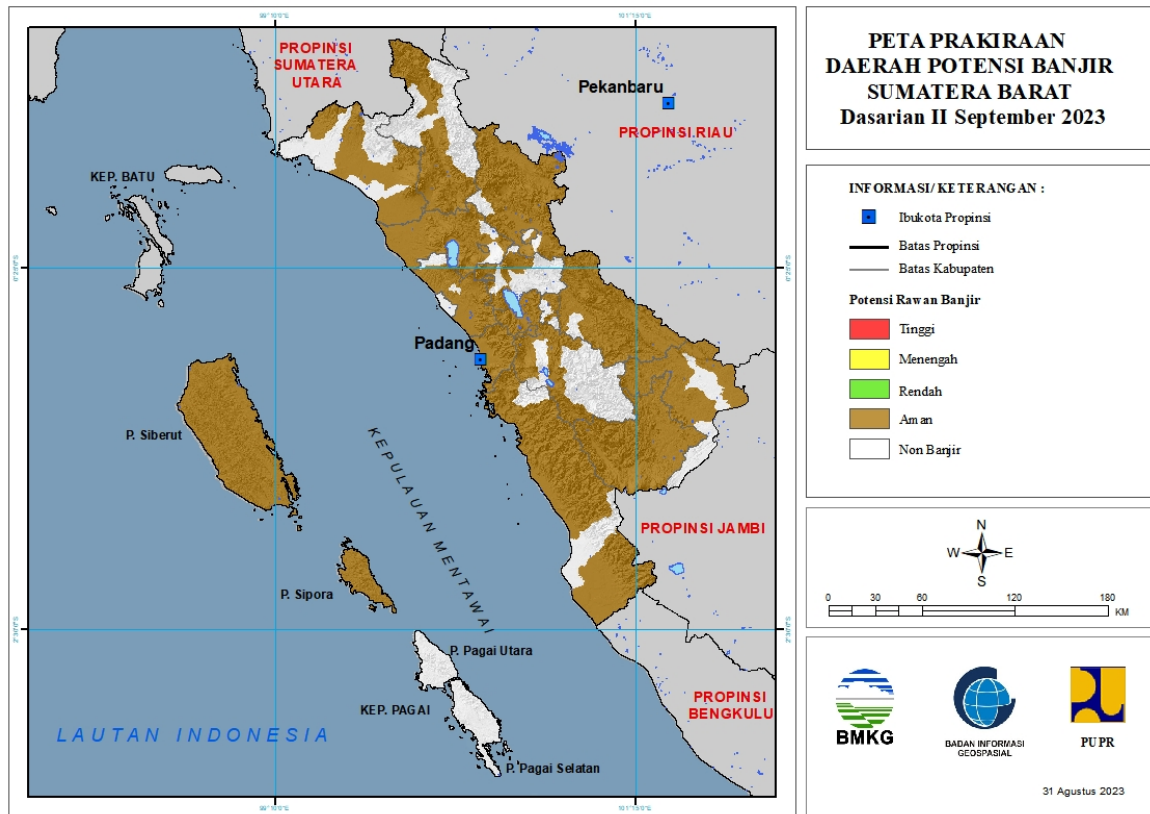 PETA PRAKIRAAN
DAERAH POTENSI BANJIR
SUMATERA BARAT
Dasarian II September 2023
INFORMASI/ KETERANGAN :
Ibukota Propinsi
Batas Propinsi
Batas Kabupaten
Potensi Rawan Banjir
Tinggi
Menengah
Rendah
Aman
Non Banjir
N
W E
S
0 30 60 120 180
KM
BMKG
BADAN INFORMASI
GEOSPASIAL
PUPR
31 Agustus 2023
PROPINSI
SUMATERA
UTARA
Pekanbaru
PROPINSI RIAU
KEP. BATU
Padang
P. Siberut
KEPULAUAN MENTAWAI
PROPINSI JAMBI
P. Sipora
P. Pagai Utara
KEP. PAGAI
PROPINSI
BENGKULU
LAUTAN INDONESIA
P. Pagai Selatan